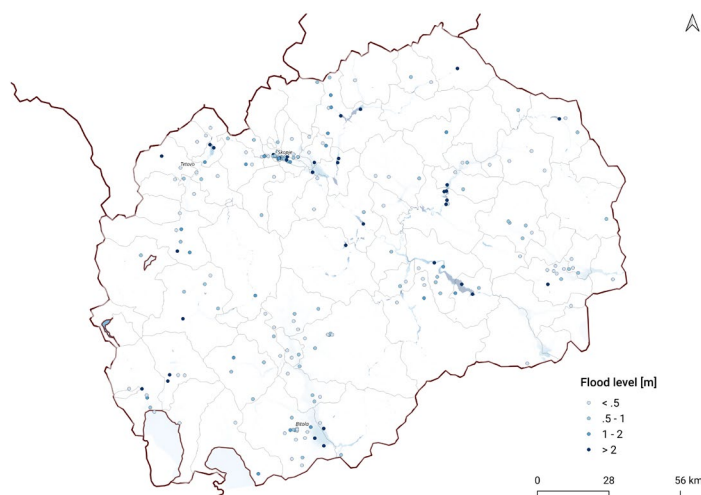 Skopje
Tetovo
Bitola
Flood level [m]
< .5
.5 - 1
1 - 2
> 2
0 28 56 km